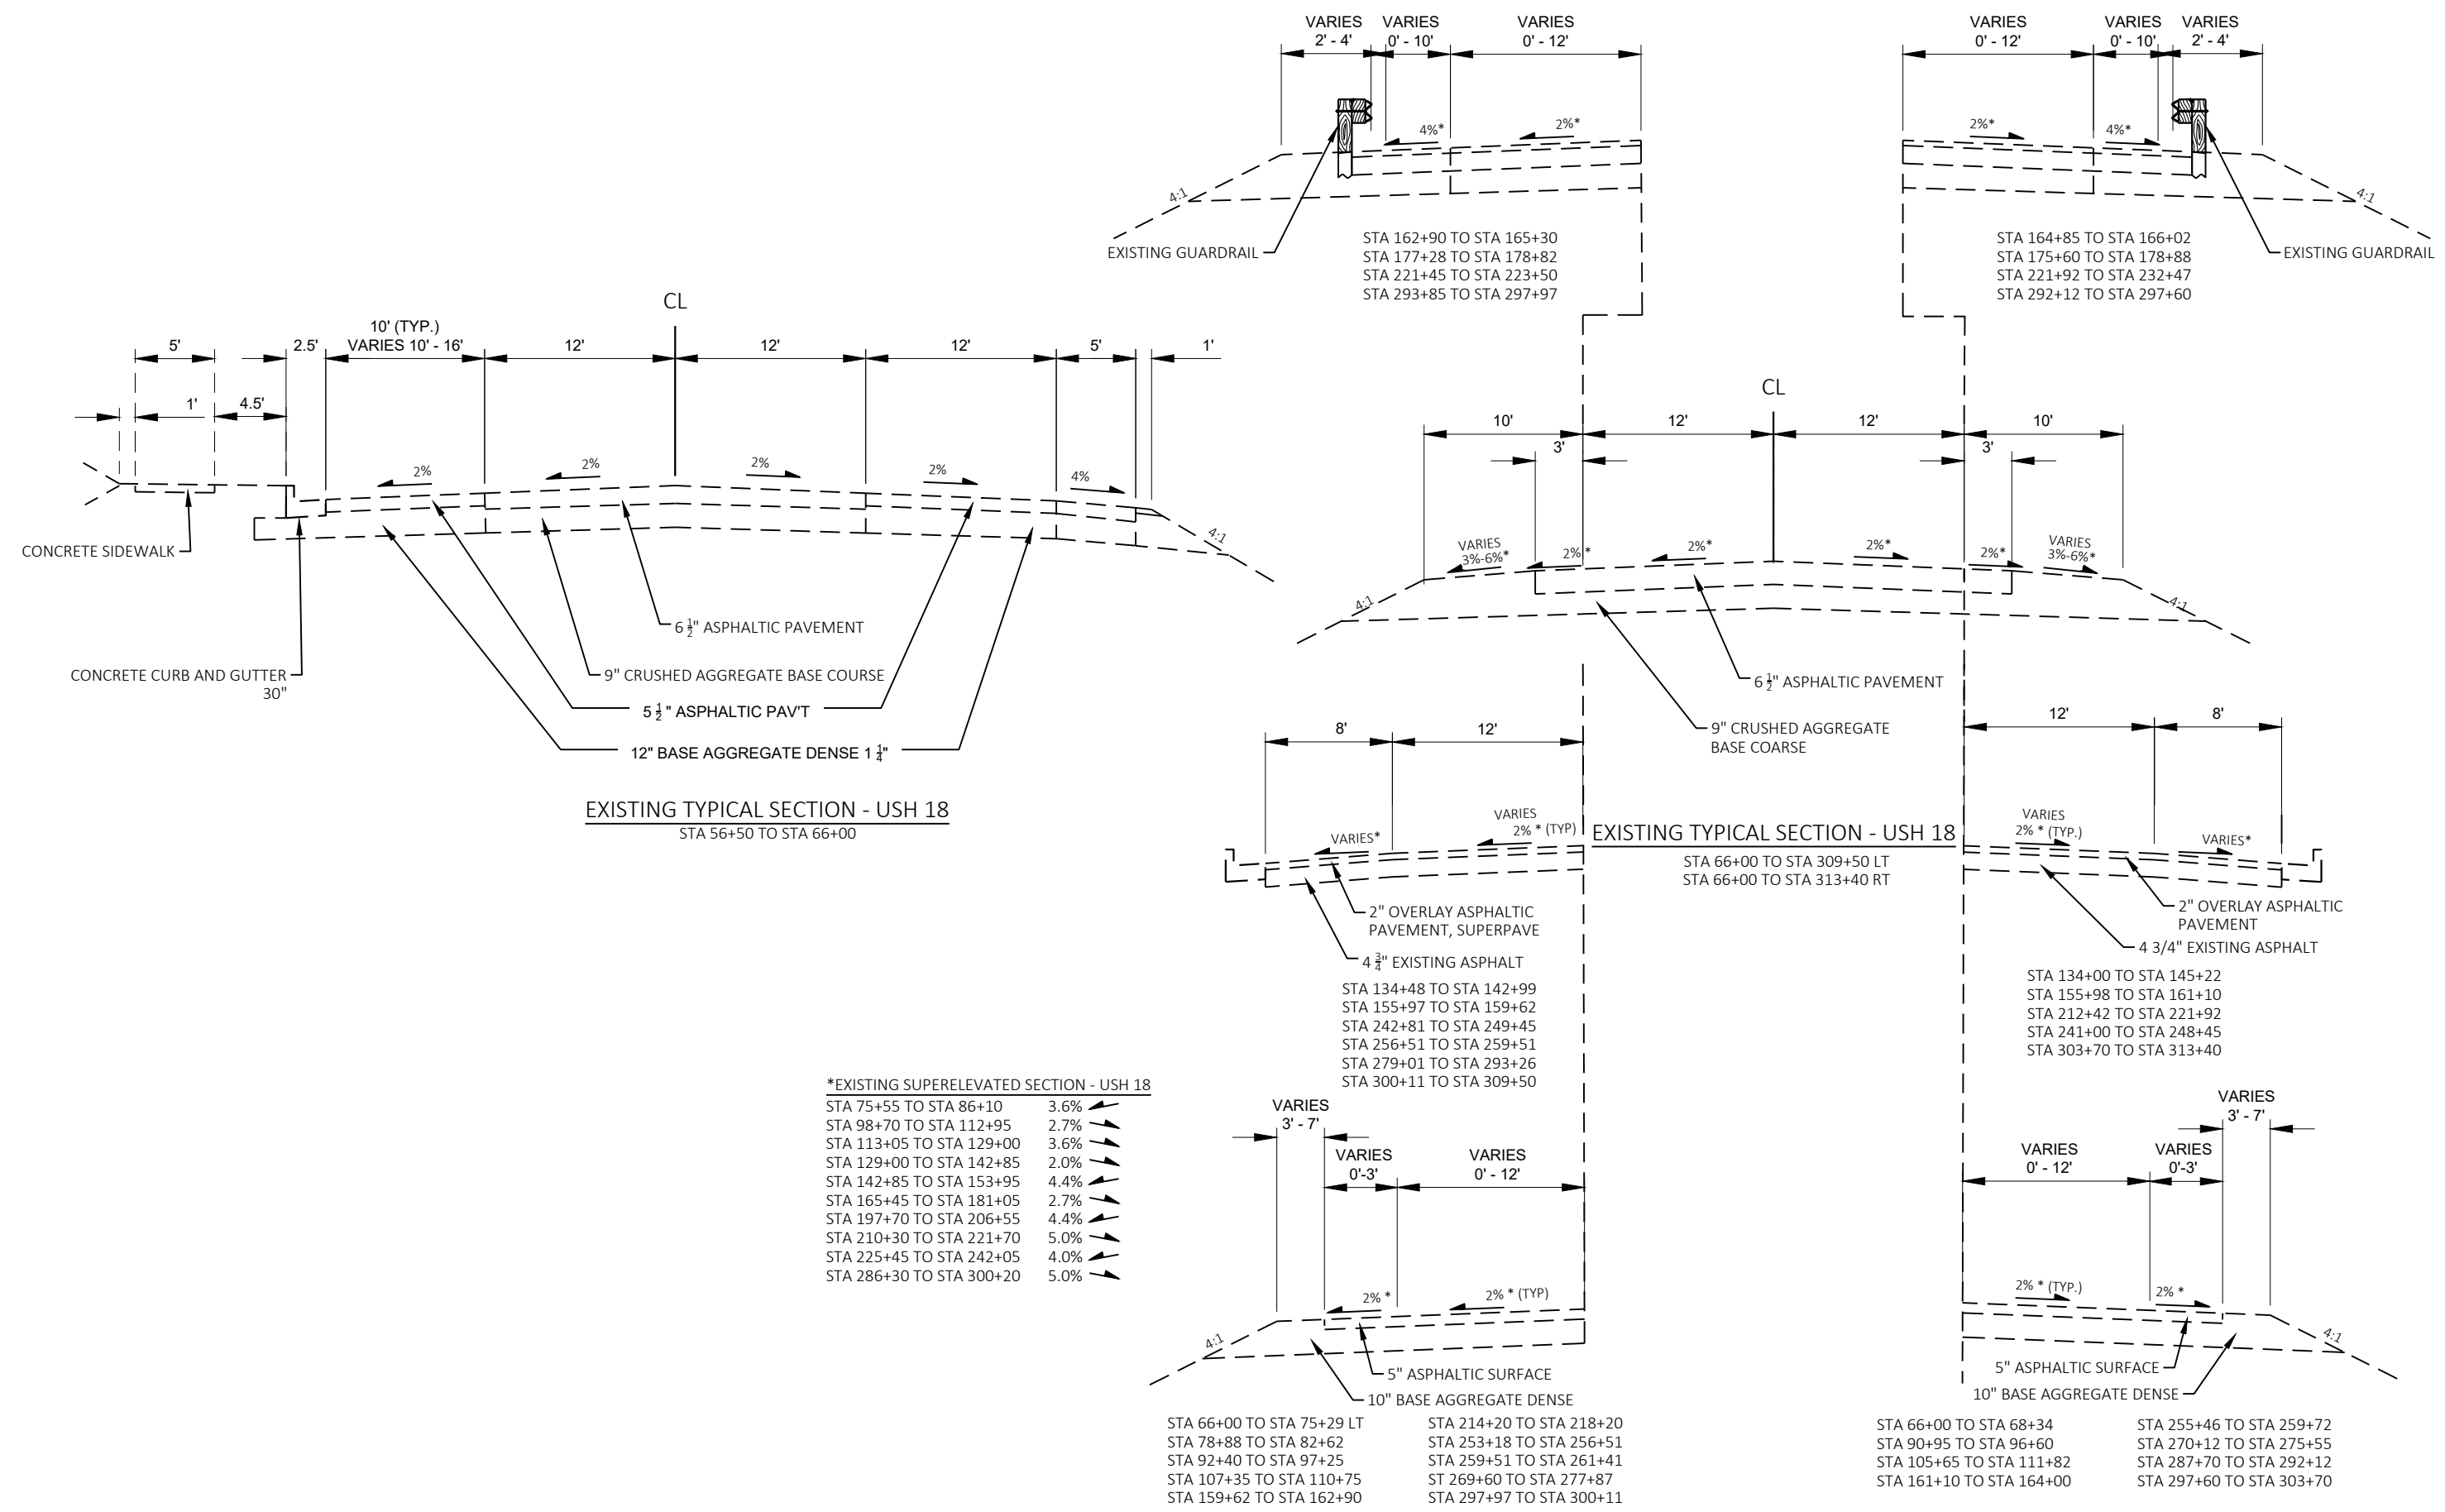 VARIES VARIES VARIES
2' - 4' 0' - 10' 0' - 12'
4%* 2%*
4:1
EXISTING GUARDRAIL
STA 162+90 TO STA 165+30
STA 177+28 TO STA 178+82
STA 221+45 TO STA 223+50
STA 293+85 TO STA 297+97
VARIES VARIES VARIES
0' - 12' 0' - 10' 2' - 4'
2%* 4%*
4:1
EXISTING GUARDRAIL
STA 164+85 TO STA 166+02
STA 175+60 TO STA 178+88
STA 221+92 TO STA 232+47
STA 292+12 TO STA 297+60
CL
10' (TYP.)
5' 2.5' VARIES 10' - 16' 12' 12' 12' 5' 1'
1' 4.5'
2% 2% 2% 2% 4%
4:1
CONCRETE SIDEWALK
6 1/2" ASPHALTIC PAVEMENT
CONCRETE CURB AND GUTTER
30"
9" CRUSHED AGGREGATE BASE COURSE
5 1/2 " ASPHALTIC PAV'T
12" BASE AGGREGATE DENSE 1 1/4"
EXISTING TYPICAL SECTION - USH 18
STA 56+50 TO STA 66+00
CL
10' 12' 12' 10'
3' 3'
VARIES
3%-6%*
2% * 2%* 2%* 2%*
VARIES
3%-6%*
4:1 4:1
6 1/2" ASPHALTIC PAVEMENT
9" CRUSHED AGGREGATE
BASE COARSE
EXISTING TYPICAL SECTION - USH 18
STA 66+00 TO STA 309+50 LT
STA 66+00 TO STA 313+40 RT
8' 12'
VARIES
VARIES* 2% * (TYP)
2" OVERLAY ASPHALTIC
PAVEMENT, SUPERPAVE
4 3/4" EXISTING ASPHALT
STA 134+48 TO STA 142+99
STA 155+97 TO STA 159+62
STA 242+81 TO STA 249+45
STA 256+51 TO STA 259+51
STA 279+01 TO STA 293+26
STA 300+11 TO STA 309+50
12' 8'
VARIES
2% * (TYP.) VARIES*
2" OVERLAY ASPHALTIC
PAVEMENT
4 3/4" EXISTING ASPHALT
STA 134+00 TO STA 145+22
STA 155+98 TO STA 161+10
STA 212+42 TO STA 221+92
STA 241+00 TO STA 248+45
STA 303+70 TO STA 313+40
*EXISTING SUPERELEVATED SECTION - USH 18
STA 75+55 TO STA 86+10 3.6%
STA 98+70 TO STA 112+95 2.7%
STA 113+05 TO STA 129+00 3.6%
STA 129+00 TO STA 142+85 2.0%
STA 142+85 TO STA 153+95 4.4%
STA 165+45 TO STA 181+05 2.7%
STA 197+70 TO STA 206+55 4.4%
STA 210+30 TO STA 221+70 5.0%
STA 225+45 TO STA 242+05 4.0%
STA 286+30 TO STA 300+20 5.0%
VARIES
3' - 7'
VARIES VARIES
0'-3' 0' - 12'
2% * 2% * (TYP)
4:1
5" ASPHALTIC SURFACE
10" BASE AGGREGATE DENSE
STA 66+00 TO STA 75+29 LT
STA 78+88 TO STA 82+62
STA 92+40 TO STA 97+25
STA 107+35 TO STA 110+75
STA 159+62 TO STA 162+90
STA 214+20 TO STA 218+20
STA 253+18 TO STA 256+51
STA 259+51 TO STA 261+41
ST 269+60 TO STA 277+87
STA 297+97 TO STA 300+11
VARIES
3' - 7'
VARIES VARIES
0' - 12' 0'-3'
2% * (TYP.) 2% *
4:1
5" ASPHALTIC SURFACE
10" BASE AGGREGATE DENSE
STA 66+00 TO STA 68+34
STA 90+95 TO STA 96+60
STA 105+65 TO STA 111+82
STA 161+10 TO STA 164+00
STA 255+46 TO STA 259+72
STA 270+12 TO STA 275+55
STA 287+70 TO STA 292+12
STA 297+60 TO STA 303+70